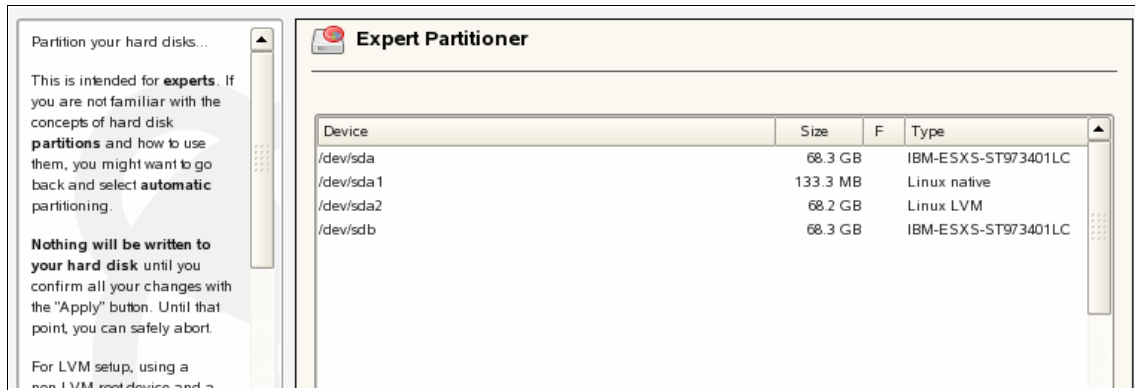 Partition your hard disks...
This is intended for experts. If
you are not familiar with the
concepts of hard disk
partitions and how to use
them, you might want to go
back and select automatic
partitioning.
Nothing will be written to
your hard disk until you
confirm all your changes with
the "Apply" button. Until that
point, you can safely abort.
For LVM setup, using a
non-LVM root device and a
Expert Partitioner
Device Size F Type
/dev/sda 68.3 GB IBM-ESXS-ST973401LC
/dev/sda1 133.3 MB Linux native
/dev/sda2 68.2 GB Linux LVM
/dev/sdb 68.3 GB IBM-ESXS-ST973401LC